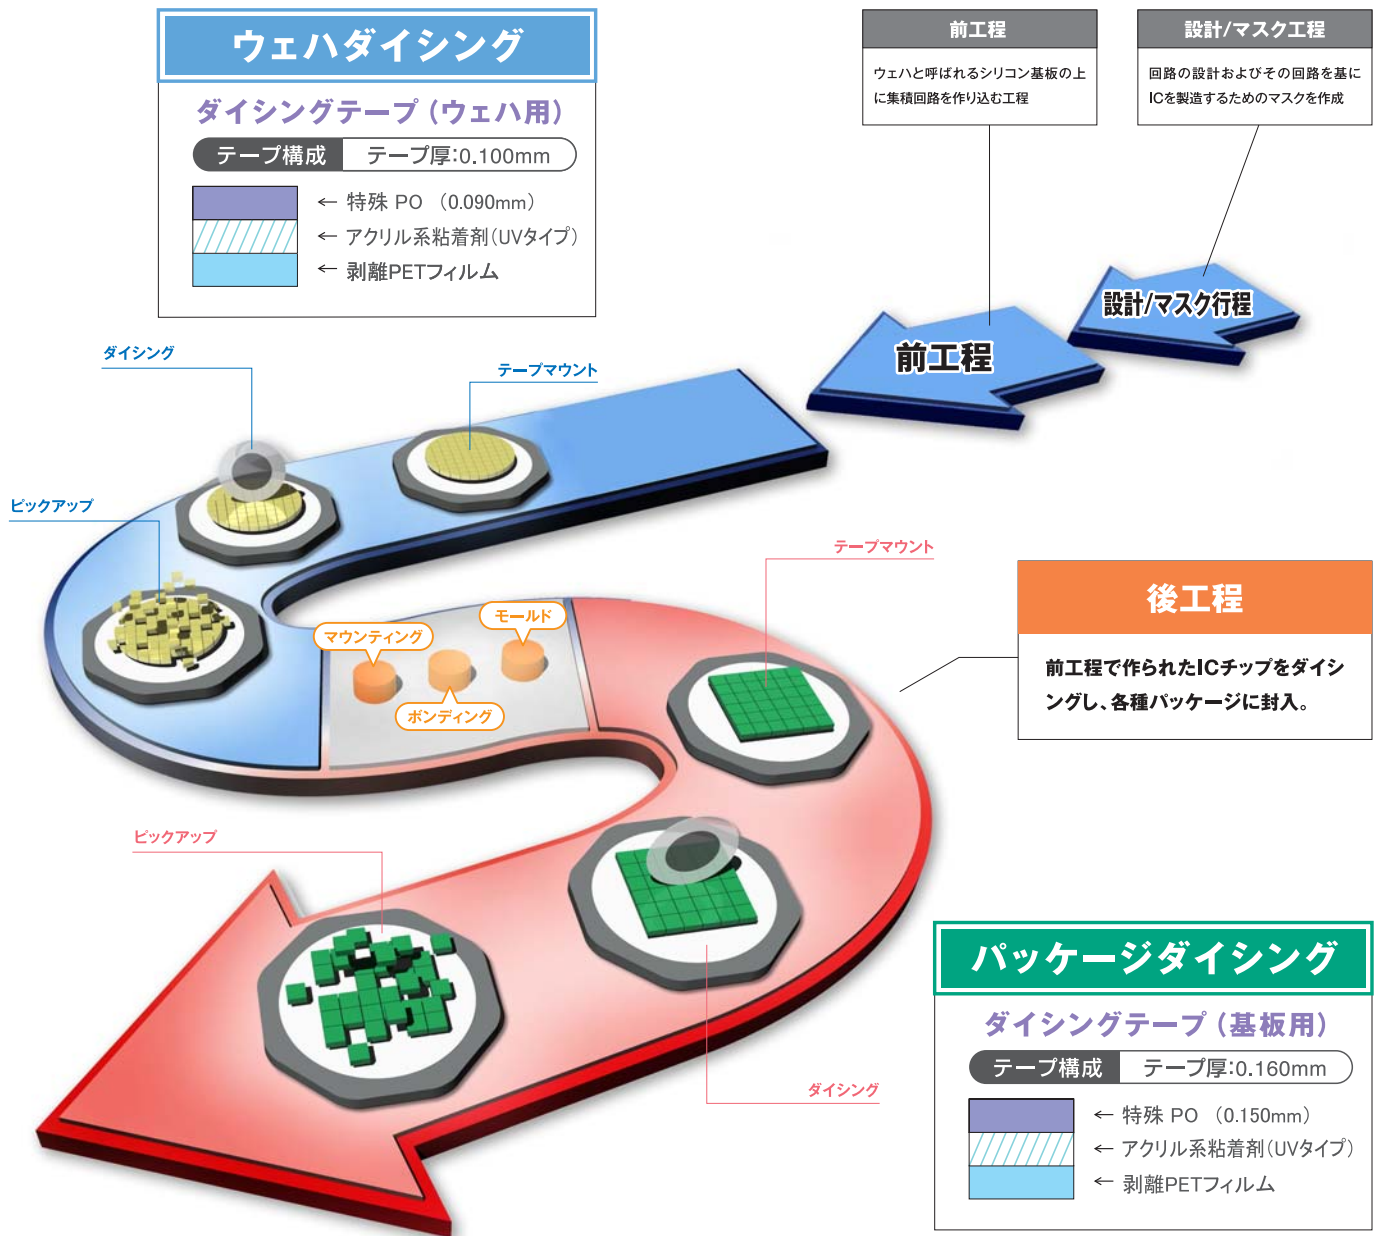 ウェハダイシング
ダイシングテープ(ウェハ用)
テープ構成 テープ厚:0.100mm
← 特殊 PO (0.090mm)
← アクリル系粘着剤(UVタイプ)
← 剥離PETフィルム
前工程
ウェハと呼ばれるシリコン基板の上
に集積回路を作り込む工程
設計/マスク工程
回路の設計およびその回路を基に
ICを製造するためのマスクを作成
設計/マスク行程
前工程
ダイシング
テープマウント
ピックアップ
テープマウント
マウンティング
モールド
ボンディング
後工程
前工程で作られたICチップをダイシ
ングし、各種パッケージに封入。
ピックアップ
ダイシング
パッケージダイシング
ダイシングテープ(基板用)
テープ構成 テープ厚:0.160mm
← 特殊 PO (0.150mm)
← アクリル系粘着剤(UVタイプ)
← 剥離PETフィルム